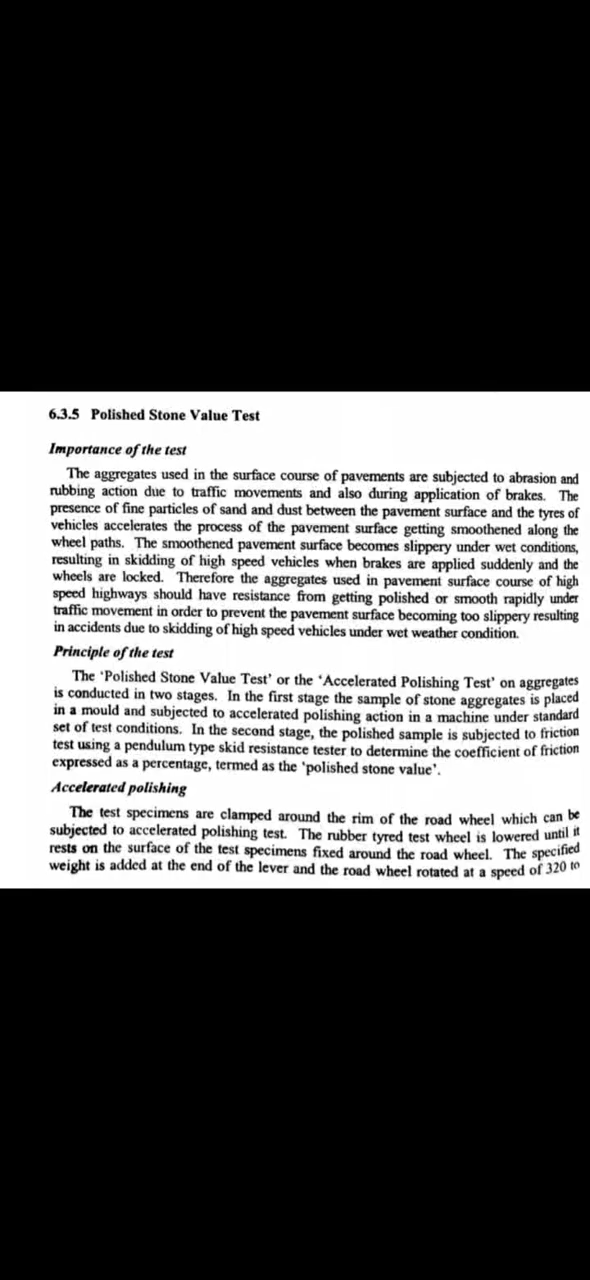 6.3.5 Polished Stone Value Test
Importance of the test
The aggregates used in the surface course of pavements are subjected to abrasion and
rubbing action due to traffic movements and also during application of brakes. The
presence of fine particles of sand and dust between the pavement surface and the tyres of
vehicles accelerates the process of the pavement surface getting smoothened along the
wheel paths. The smoothened pavement surface becomes slippery under wet conditions,
resulting in skidding of high speed vehicles when brakes are applied suddenly and the
wheels are locked. Therefore the aggregates used in pavement surface course of high
speed highways should have resistance from getting polished or smooth rapidly under
traffic movement in order to prevent the pavement surface becoming too slippery resulting
in accidents due to skidding of high speed vehicles under wet weather condition.
Principle of the test
The 'Polished Stone Value Test' or the 'Accelerated Polishing Test' on aggregates
is conducted in two stages. In the first stage the sample of stone aggregates is placed
in a mould and subjected to accelerated polishing action in a machine under standard
set of test conditions. In the second stage, the polished sample is subjected to friction
test using a pendulum type skid resistance tester to determine the coefficient of friction
expressed as a percentage, termed as the 'polished stone value'.
Accelerated polishing
The test specimens are clamped around the rim of the road wheel which can be
subjected to accelerated polishing test. The rubber tyred test wheel is lowered until it
rests on the surface of the test specimens fixed around the road wheel. The specified
weight is added at the end of the lever and the road wheel rotated at a speed of 320 to